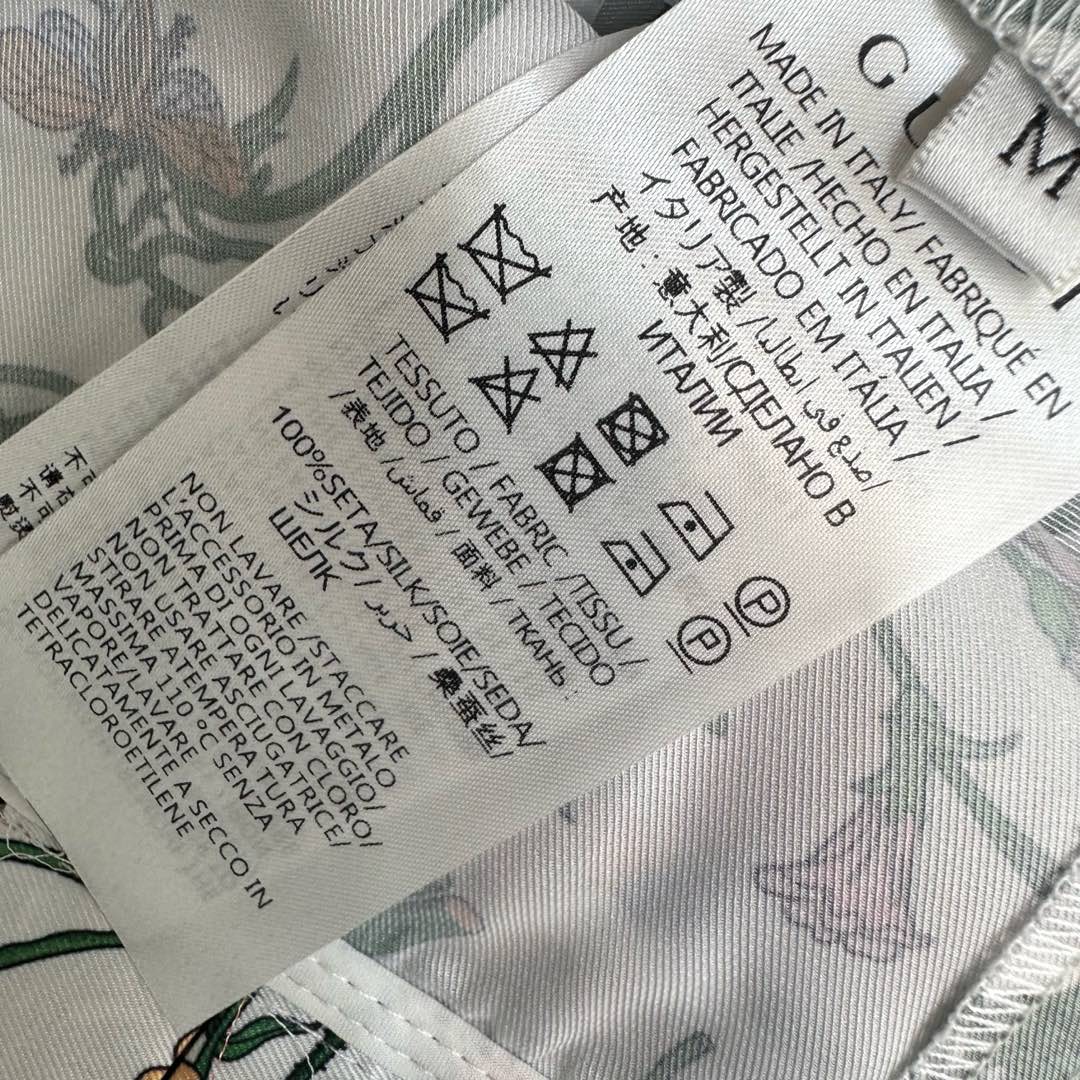 G
M
MADE IN ITALY/ FABRIQUÉ EN
ITALIE /HECHO EN ITALIA /
HERGESTELLT IN ITALIEN /
FABRICADO EM ITÁLIA /
イタリア製 /صنع في إيطاليا/
产地：意大利/СДЕЛАНО В
ИТАЛИИ
P
P
TESSUTO / FABRIC /TISSU /
TEJIDO / GEWEBE / TECIDO
/ 表地 /قماش / 面料 / ТКАНЬ :
100%SETA/SILK/SOIE/SEDA/
シルク / حرير / 桑蚕丝/
ШЕЛК
NON LAVARE /STACCARE
L'ACCESSORIO IN METALO
PRIMA DI OGNI LAVAGGIO/
NON TRATTARE CON CLORO/
NON USARE ASCIUGATRICE/
STIRARE ATEMPERA TURA
MASSIMA 110 °C SENZA
VAPORE/LAVARE
DELICATAMENTE A SECCO IN
TETRACLOROETILENE